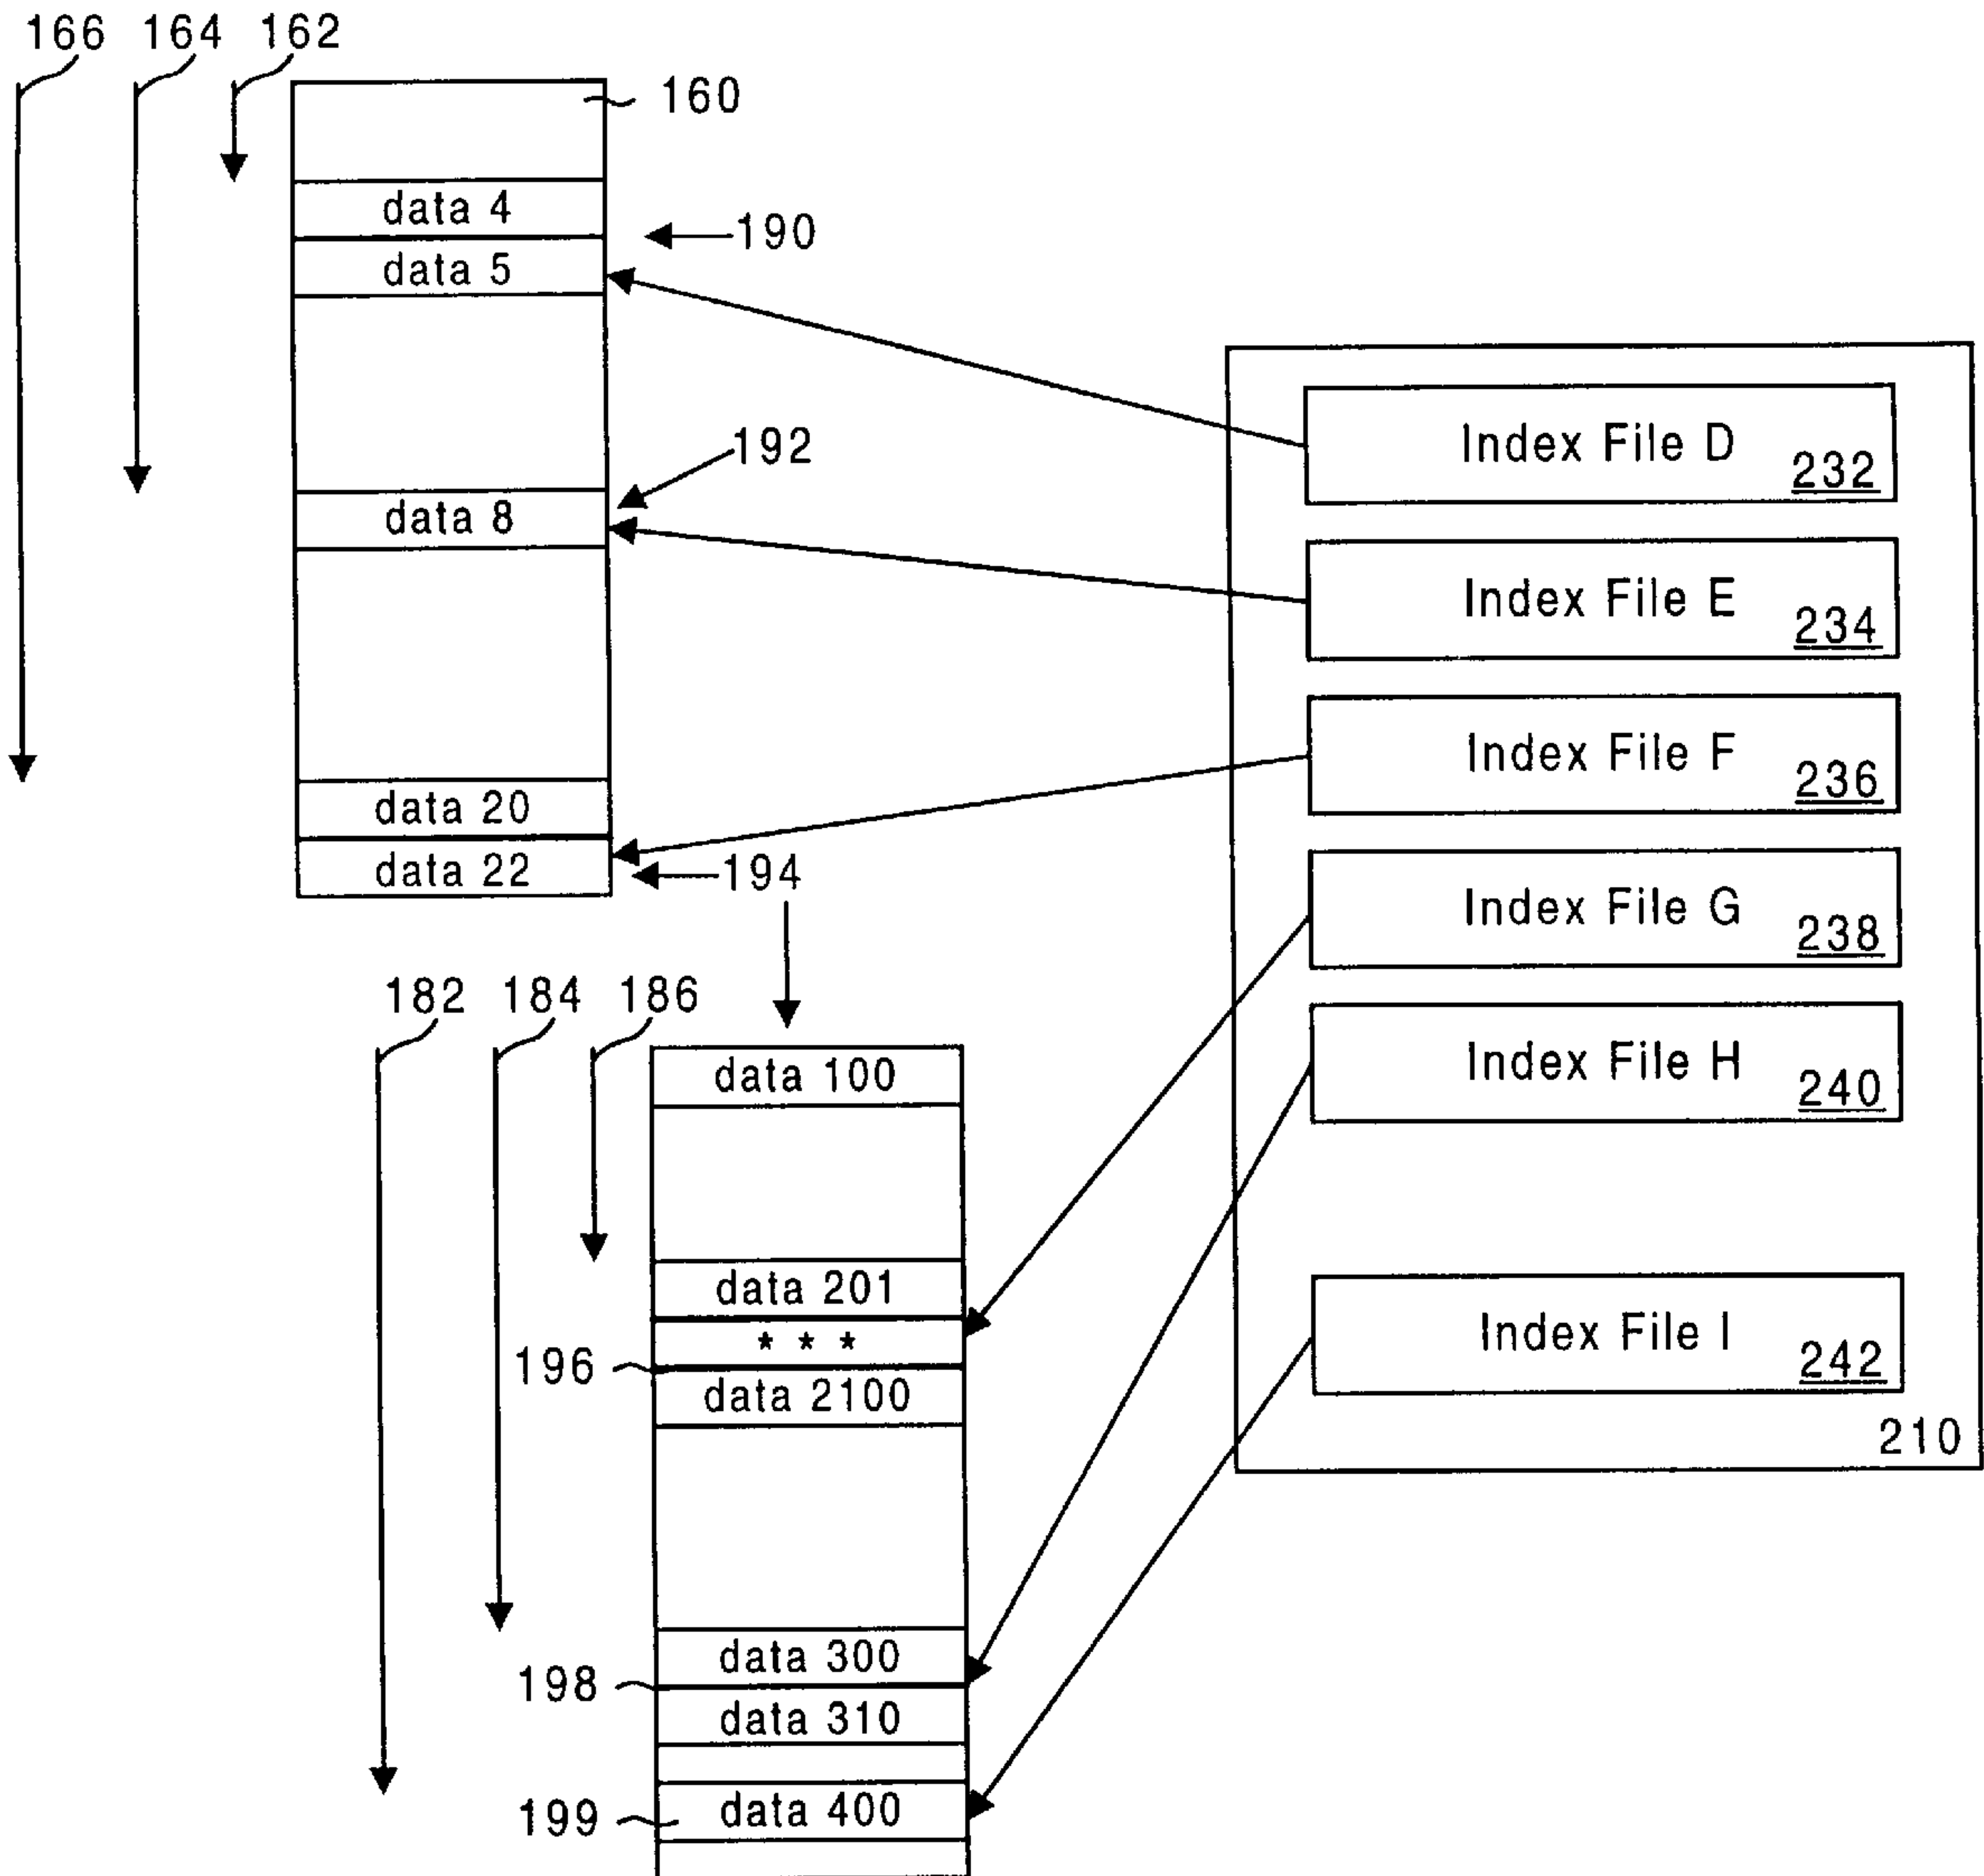 166 164 162
160
data 4
190
data 5
192
data 8
data 20
data 22
194
Index File D
232
Index File E
234
Index File F
236
Index File G
238
Index File H
240
Index File I
242
210
182 184 186
data 100
data 201
* * *
196
data 2100
data 300
198
data 310
data 400
199